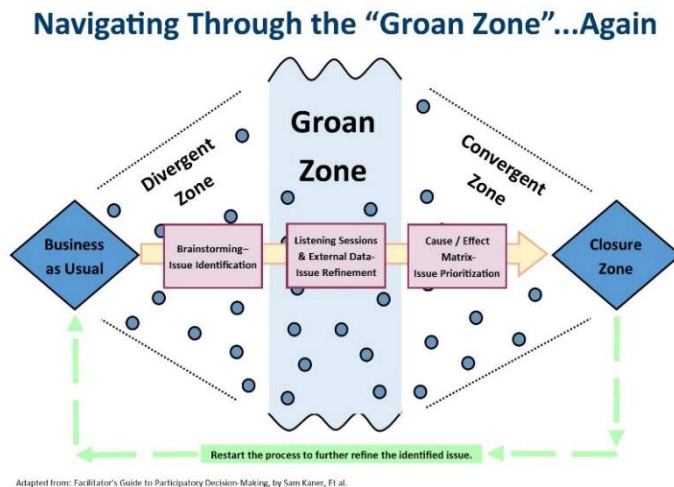 Navigating Through the “Groan Zone”...Again
Divergent
Zone
Groan
Zone
Convergent
Zone
Business
as Usual
Brainstorming–
Issue Identification
Listening Sessions
& External Data-
Issue Refinement
Cause / Effect
Matrix-
Issue Prioritization
Closure
Zone
Restart the process to further refine the identified issue.
Adapted from: Facilitator's Guide to Participatory Decision-Making, by Sam Kaner, Et al.